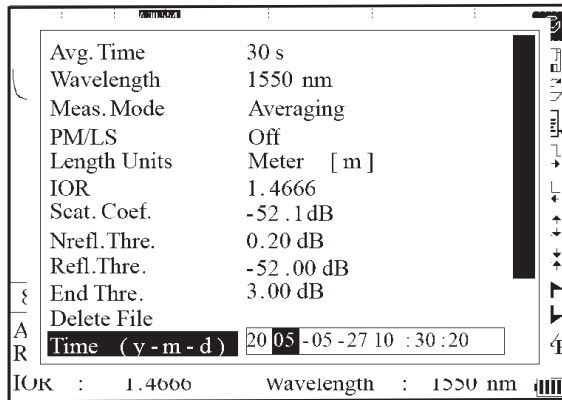 Avg. Time 30 s
Wavelength 1550 nm
Meas. Mode Averaging
PM/LS Off
Length Units Meter [ m ]
IOR 1.4666
Scat. Coef. -52.1dB
Nrefl.Thre. 0.20 dB
Refl.Thre. -52.00 dB
End Thre. 3.00 dB
Delete File
Time ( y - m - d ) 20 05 -05 -27 10 :30 :20
A
R
IOR : 1.4666 Wavelength : 1550 nm